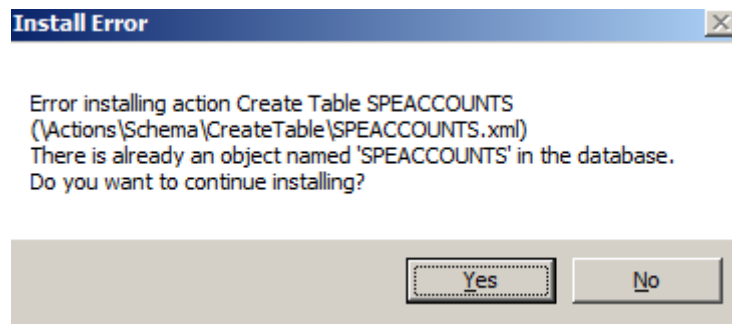 Install Error
Error installing action Create Table SPEACCOUNTS
(\Actions\Schema\CreateTable\SPEACCOUNTS.xml)
There is already an object named 'SPEACCOUNTS' in the database.
Do you want to continue installing?
Yes No